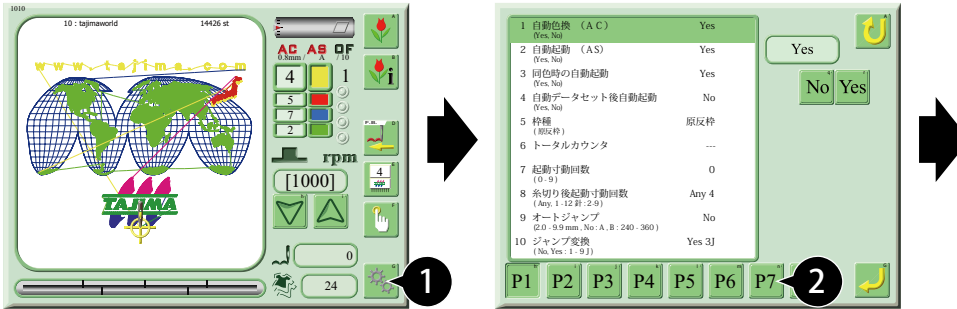 1010
10 : tajimaworld 14426 st
www.tajima.com
TAJIMA
AC AS OF
0.8mm / A / 10
4 1
5
7
2
rpm
[1000]
0
24
1
1 自動色換 (AC) Yes
(Yes, No)
2 自動起動 (AS) Yes
(Yes, No)
3 同色時の自動起動 Yes
(Yes, No)
4 自動データセット後自動起動 No
(Yes, No)
5 枠種 原反枠
(原反枠)
6 トータルカウンタ ---
7 起動寸動回数 0
(0 - 9)
8 糸切り後起動寸動回数 Any 4
(Any, 1 -12 針 : 2-9)
9 オートジャンプ No
(2.0 - 9.9 mm , No : A , B : 240 - 360)
10 ジャンプ変換 Yes 3J
(No, Yes : 1 - 9 J)
Yes
No Yes
P1 P2 P3 P4 P5 P6 P7
2